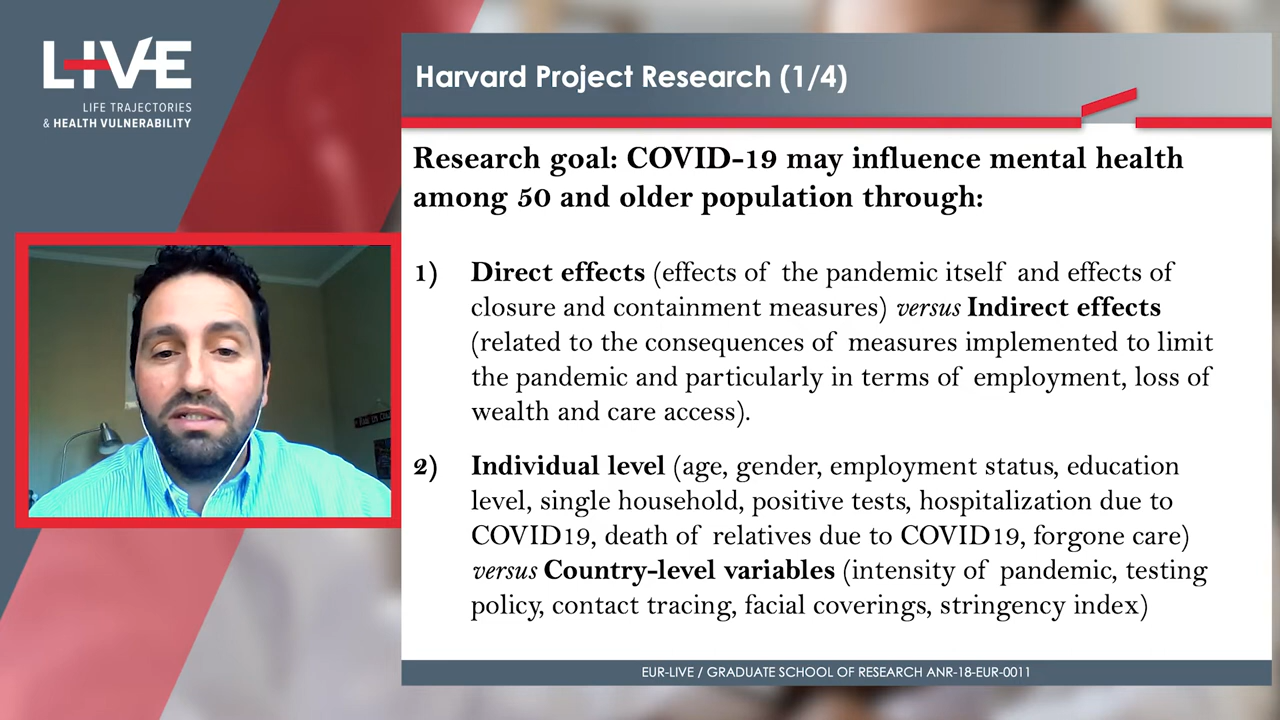 LIVE
LIFE TRAJECTORIES
& HEALTH VULNERABILITY
Harvard Project Research (1/4)
Research goal: COVID-19 may influence mental health
among 50 and older population through:
1) Direct effects (effects of the pandemic itself and effects of
closure and containment measures) versus Indirect effects
(related to the consequences of measures implemented to limit
the pandemic and particularly in terms of employment, loss of
wealth and care access).
2) Individual level (age, gender, employment status, education
level, single household, positive tests, hospitalization due to
COVID19, death of relatives due to COVID19, forgone care)
versus Country-level variables (intensity of pandemic, testing
policy, contact tracing, facial coverings, stringency index)
EUR-LIVE / GRADUATE SCHOOL OF RESEARCH ANR-18-EUR-0011